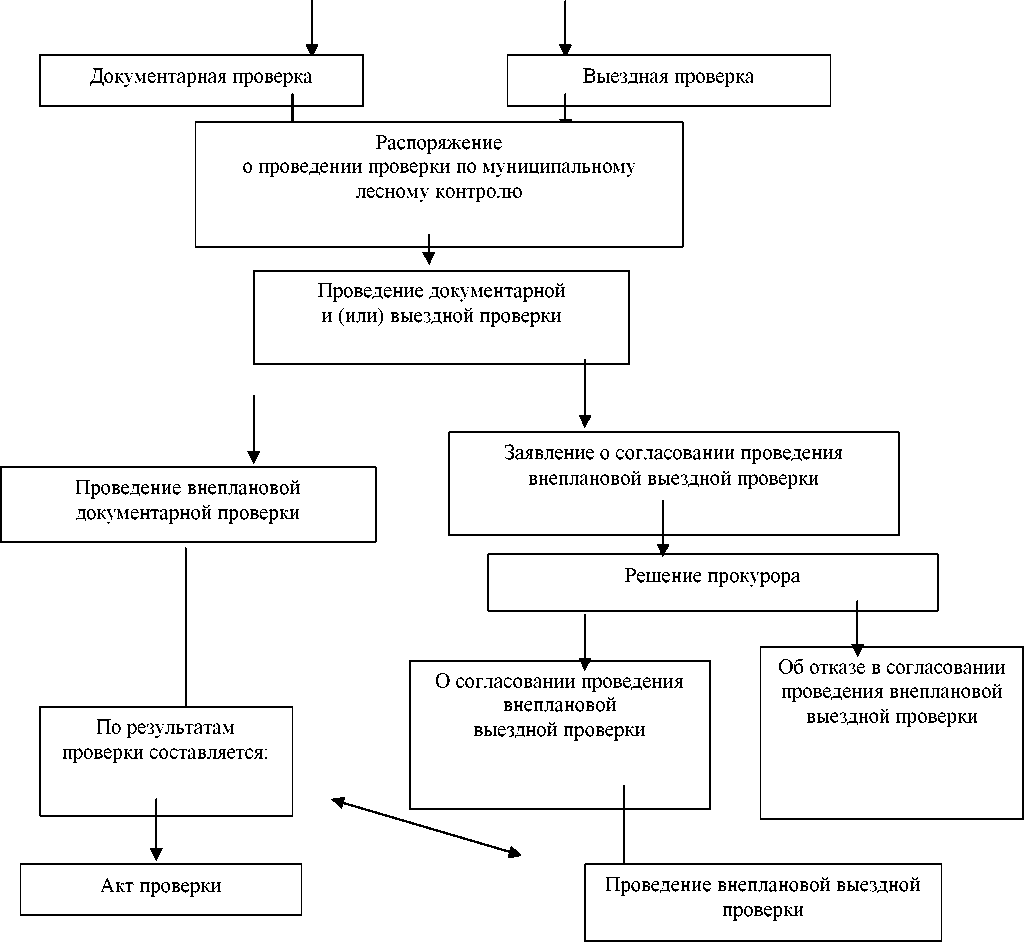 Документарная проверка
Выездная проверка
Распоряжение
о проведении проверки по муниципальному
лесному контролю
Проведение документарной
и (или) выездной проверки
Заявление о согласовании проведения
внеплановой выездной проверки
Проведение внеплановой
документарной проверки
Решение прокурора
О согласовании проведения
внеплановой
выездной проверки
Об отказе в согласовании
проведения внеплановой
выездной проверки
По результатам
проверки составляется:
Акт проверки
Проведение внеплановой выездной
проверки